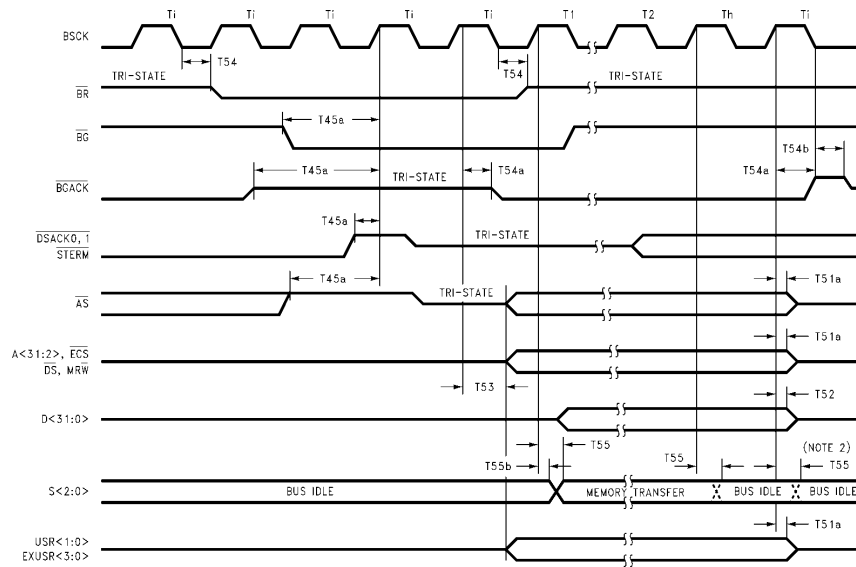 Ti Ti Ti Ti Ti T1 T2 Th Ti
BSCK
T54 T54
TRI-STATE TRI-STATE
BR
T45a
BG
T54b
T45a TRI-STATE T54a T54a
BGACK
T45a
DSACK0, 1 TRI-STATE
STERM
T45a T51a
TRI-STATE
AS
T51a
A<31:2>, ECS
DS, MRW
T53 T52
D<31:0>
(NOTE 2)
T55 T55 T55
T55b
S<2:0> BUS IDLE MEMORY TRANSFER BUS IDLE BUS IDLE
T51a
USR<1:0>
EXUSR<3:0>